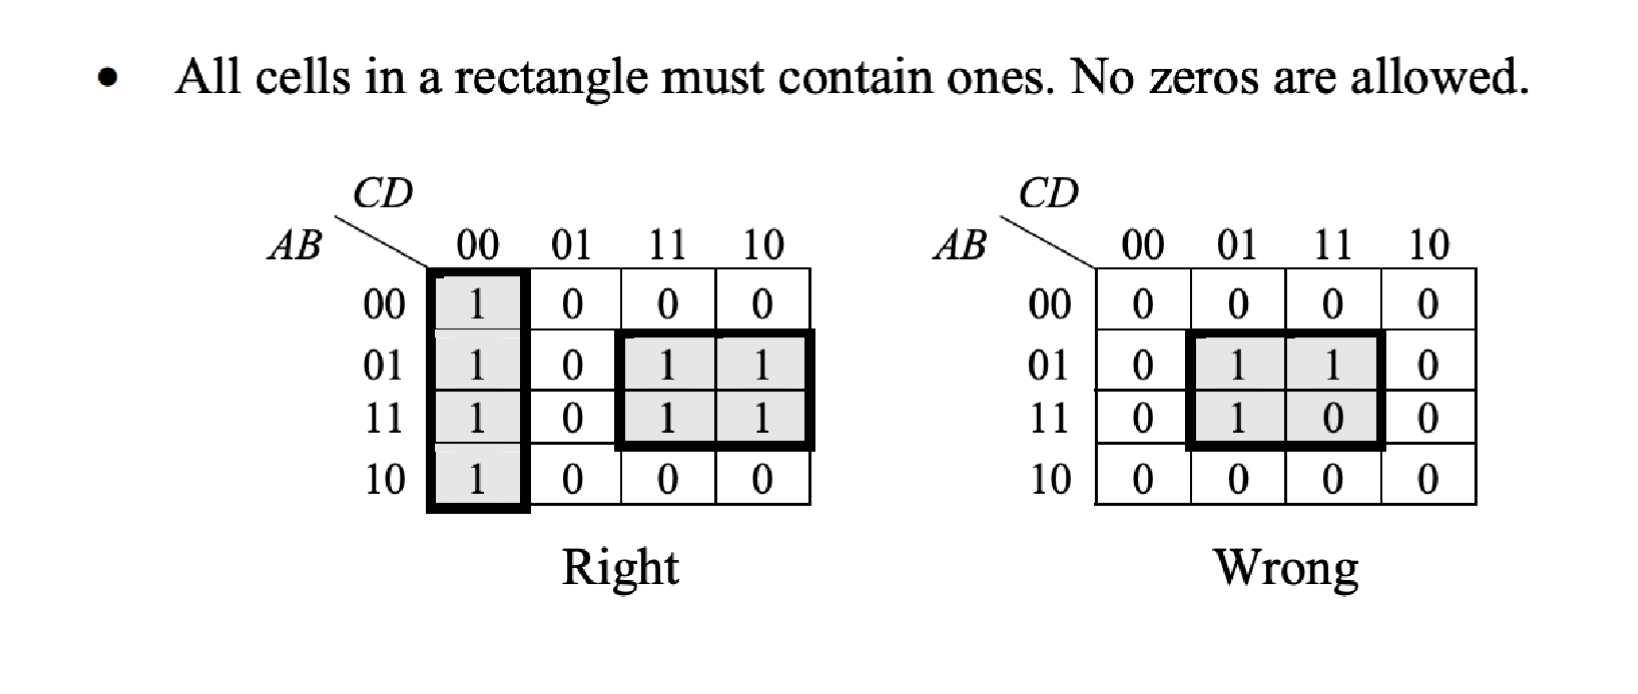 • All cells in a rectangle must contain ones. No zeros are allowed.
CD CD
AB 00 01 11 10 AB 00 01 11 10
00 1 0 0 0 00 0 0 0 0
01 1 0 1 1 01 0 1 1 0
11 1 0 1 1 11 0 1 0 0
10 1 0 0 0 10 0 0 0 0
Right Wrong